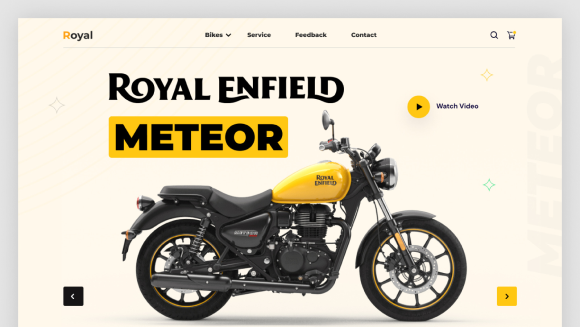 Royal
Bikes Service Feedback Contact
ROYAL ENFIELD
METEOR
Watch Video
ROYAL
ENFIELD
METEOR